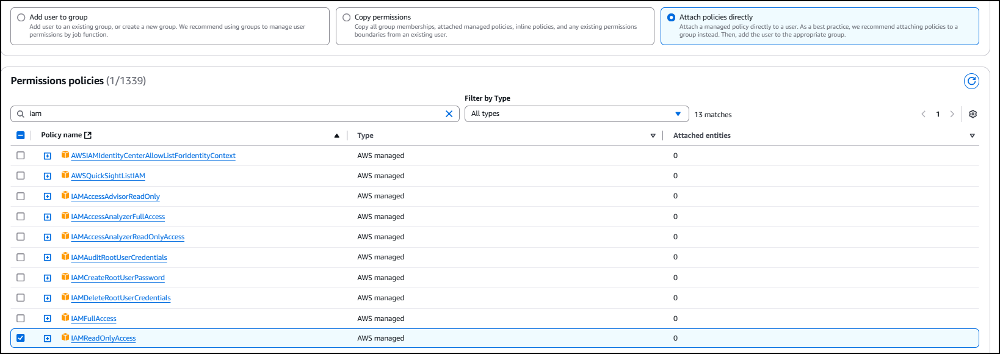 Add user to group
Add user to an existing group, or create a new group. We recommend using groups to manage user
permissions by job function.
Copy permissions
Copy all group memberships, attached managed policies, inline policies, and any existing permissions
boundaries from an existing user.
Attach policies directly
Attach a managed policy directly to a user. As a best practice, we recommend attaching policies to a
group instead. Then, add the user to the appropriate group.
Permissions policies (1/1339)
Filter by Type
iam
All types
13 matches
1
Policy name Type Attached entities
AWSIAMIdentityCenterAllowListForIdentityContext AWS managed 0
AWSQuickSightListIAM AWS managed 0
IAMAccessAdvisorReadOnly AWS managed 0
IAMAccessAnalyzerFullAccess AWS managed 0
IAMAccessAnalyzerReadOnlyAccess AWS managed 0
IAMAuditRootUserCredentials AWS managed 0
IAMCreateRootUserPassword AWS managed 0
IAMDeleteRootUserCredentials AWS managed 0
IAMFullAccess AWS managed 0
IAMReadOnlyAccess AWS managed 0